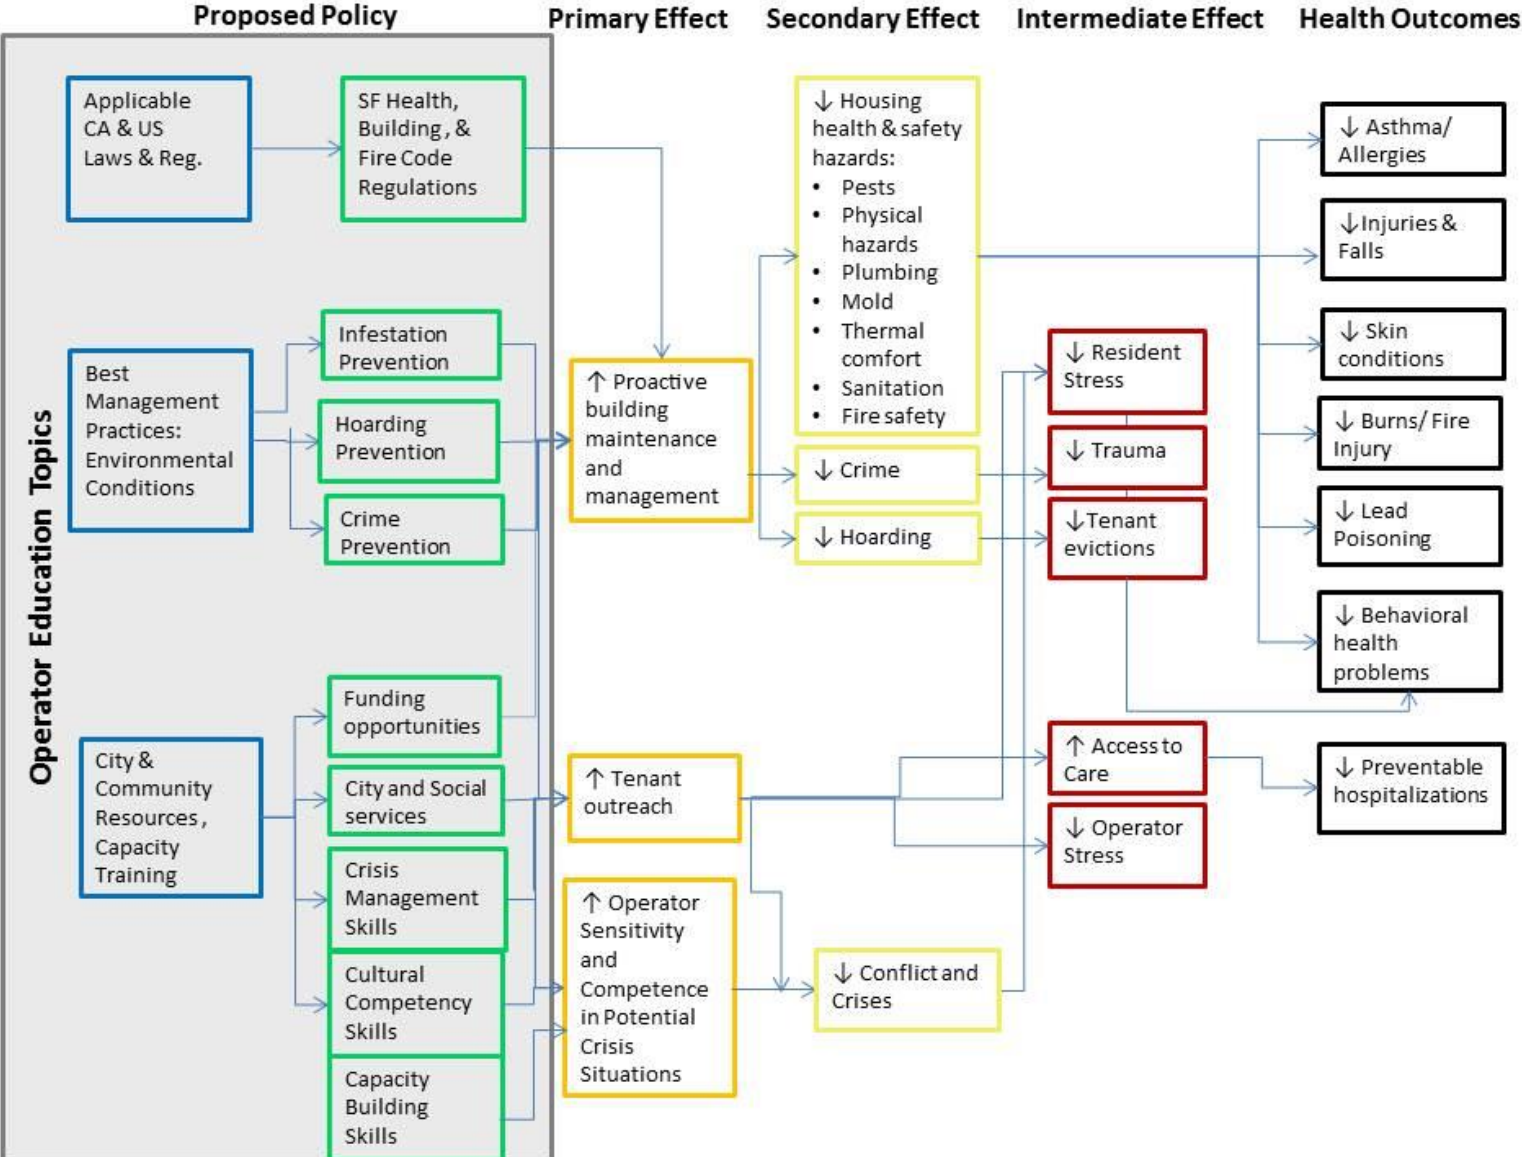 Proposed Policy
Primary Effect
Secondary Effect
Intermediate Effect
Health Outcomes
Operator Education Topics
Applicable
CA & US
Laws & Reg.
SF Health,
Building, &
Fire Code
Regulations
Best
Management
Practices:
Environmental
Conditions
Infestation
Prevention
Hoarding
Prevention
Crime
Prevention
City &
Community
Resources,
Capacity
Training
Funding
opportunities
City and Social
services
Crisis
Management
Skills
Cultural
Competency
Skills
Capacity
Building
Skills
↑ Proactive
building
maintenance
and
management
↑ Tenant
outreach
↑ Operator
Sensitivity
and
Competence
in Potential
Crisis
Situations
↓ Housing
health & safety
hazards:
• Pests
• Physical
hazards
• Plumbing
• Mold
• Thermal
comfort
• Sanitation
• Fire safety
↓ Crime
↓ Hoarding
↓ Conflict and
Crises
↓ Resident
Stress
↓ Trauma
↓Tenant
evictions
↑ Access to
Care
↓ Operator
Stress
↓ Asthma/
Allergies
↓Injuries &
Falls
↓ Skin
conditions
↓ Burns/ Fire
Injury
↓ Lead
Poisoning
↓ Behavioral
health
problems
↓ Preventable
hospitalizations